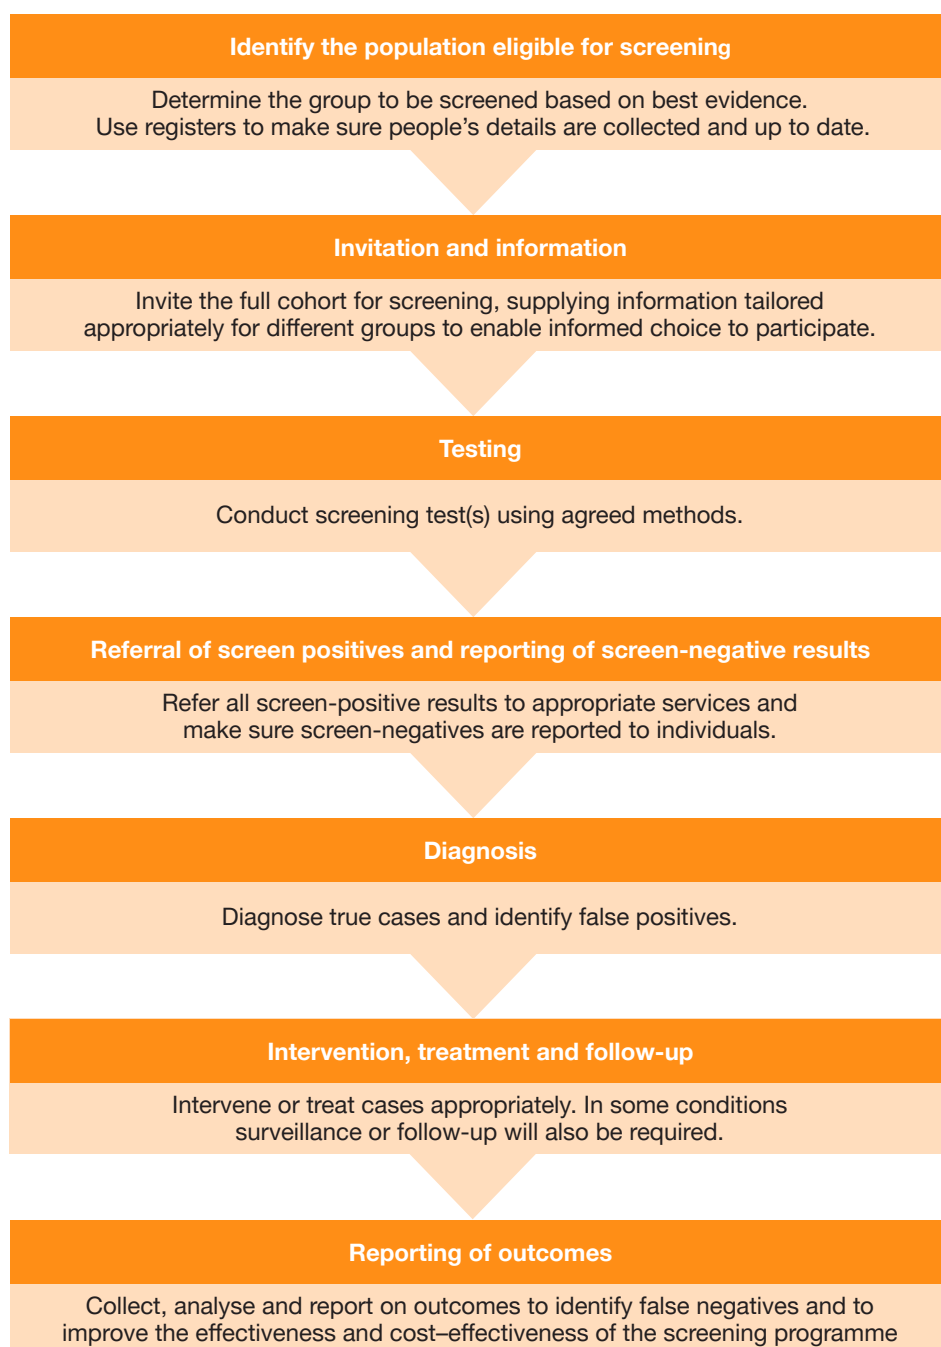 Identify the population eligible for screening
Determine the group to be screened based on best evidence.
Use registers to make sure people’s details are collected and up to date.
Invitation and information
Invite the full cohort for screening, supplying information tailored
appropriately for different groups to enable informed choice to participate.
Testing
Conduct screening test(s) using agreed methods.
Referral of screen positives and reporting of screen-negative results
Refer all screen-positive results to appropriate services and
make sure screen-negatives are reported to individuals.
Diagnosis
Diagnose true cases and identify false positives.
Intervention, treatment and follow-up
Intervene or treat cases appropriately. In some conditions
surveillance or follow-up will also be required.
Reporting of outcomes
Collect, analyse and report on outcomes to identify false negatives and to
improve the effectiveness and cost–effectiveness of the screening programme